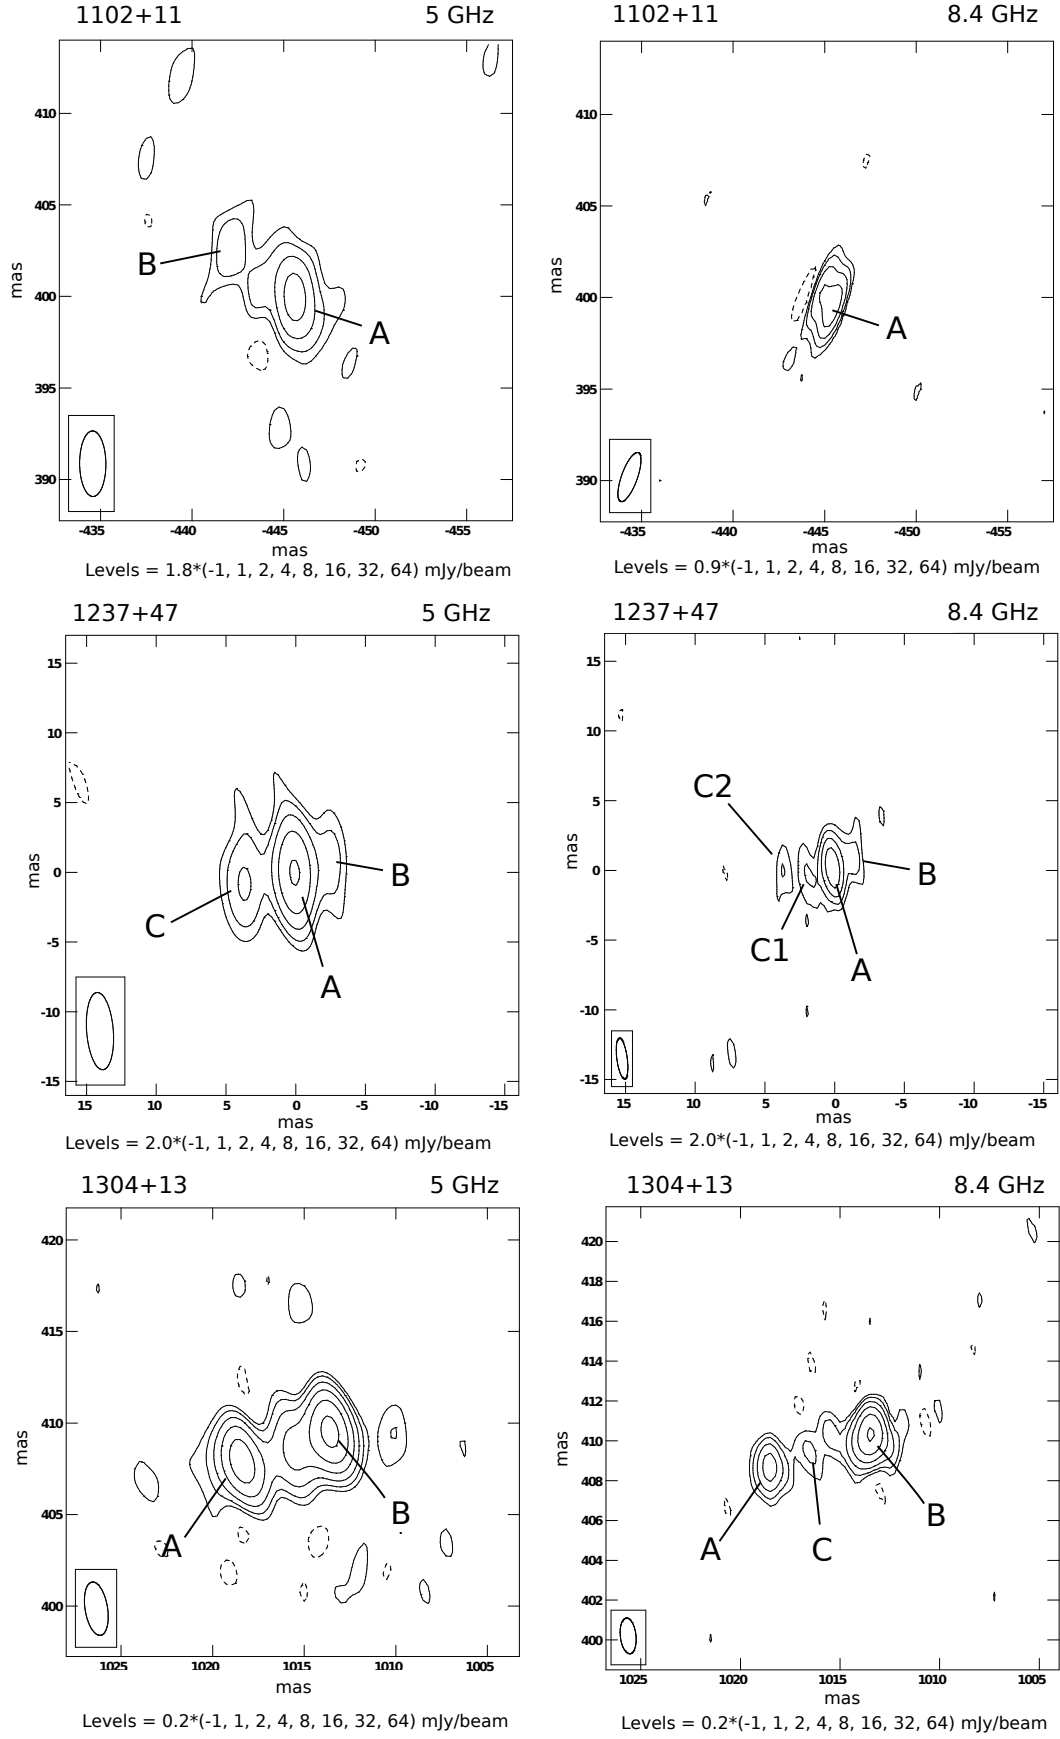 1102+11 5 GHz
1102+11 8.4 GHz
410
405
400
395
390
mas
B
A
-435 -440 -445 -450 -455
mas
Levels = 1.8*(-1, 1, 2, 4, 8, 16, 32, 64) mJy/beam
410
405
400
395
390
mas
A
-435 -440 -445 -450 -455
mas
Levels = 0.9*(-1, 1, 2, 4, 8, 16, 32, 64) mJy/beam
1237+47 5 GHz
1237+47 8.4 GHz
15
10
5
0
-5
-10
-15
mas
B
C
A
15 10 5 0 -5 -10 -15
mas
Levels = 2.0*(-1, 1, 2, 4, 8, 16, 32, 64) mJy/beam
15
10
5
0
-5
-10
-15
mas
C2
B
C1
A
15 10 5 0 -5 -10 -15
mas
Levels = 2.0*(-1, 1, 2, 4, 8, 16, 32, 64) mJy/beam
1304+13 5 GHz
1304+13 8.4 GHz
420
415
410
405
400
mas
B
A
1025 1020 1015 1010 1005
mas
Levels = 0.2*(-1, 1, 2, 4, 8, 16, 32, 64) mJy/beam
420
418
416
414
412
410
408
406
404
402
400
mas
B
A
C
1025 1020 1015 1010 1005
mas
Levels = 0.2*(-1, 1, 2, 4, 8, 16, 32, 64) mJy/beam